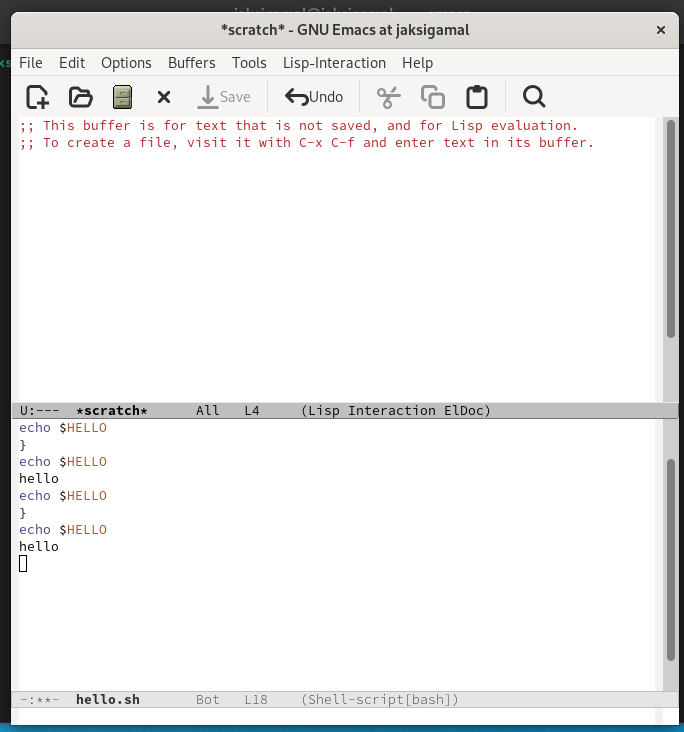 *scratch* - GNU Emacs at jaksigamal
File Edit Options Buffers Tools Lisp-Interaction Help
Save Undo
;; This buffer is for text that is not saved, and for Lisp evaluation.
;; To create a file, visit it with C-x C-f and enter text in its buffer.
U:--- *scratch* All L4 (Lisp Interaction ElDoc)
echo $HELLO
}
echo $HELLO
hello
echo $HELLO
}
echo $HELLO
hello
-:**- hello.sh Bot L18 (Shell-script[bash])